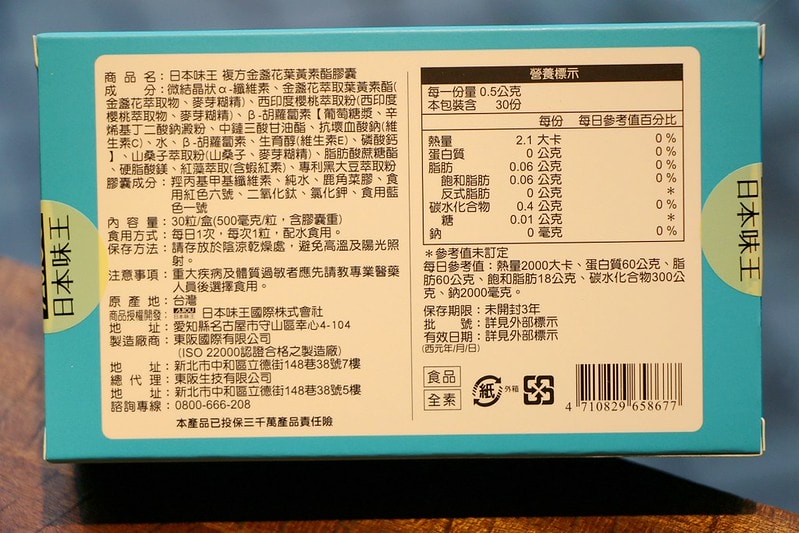 商品名：日本味王 複方金盞花葉黃素酯膠囊
成分：微結晶狀α-纖維素、金盞花萃取葉黃素酯(
金盞花萃取物、麥芽糊精)、西印度櫻桃萃取粉(西印度
櫻桃萃取物、麥芽糊精)、β-胡蘿蔔素【葡萄糖漿、辛
烯基丁二酸鈉澱粉、中鏈三酸甘油酯、抗壞血酸鈉(維
生素C)、水、β-胡蘿蔔素、生育醇(維生素E)、磷酸鈣
】、山桑子萃取粉(山桑子、麥芽糊精)、脂肪酸蔗糖酯
、硬脂酸鎂、紅藻萃取(含蝦紅素)、專利黑大豆萃取粉
膠囊成分：羥丙基甲基纖維素、純水、鹿角菜膠、食
用紅色六號、二氧化鈦、氯化鉀、食用藍
色一號
內容量：30粒/盒(500毫克/粒，含膠囊重)
食用方式：每日1次，每次1粒，配水食用。
保存方法：請存放於陰涼乾燥處，避免高溫及陽光照
射。
注意事項：重大疾病及體質過敏者應先請教專業醫藥
人員後選擇食用。
原產地：台灣
商品授權開發：AJIOU 日本味王 日本味王國際株式會社
地址：愛知縣名古屋市守山區幸心4-104
製造廠商：東阪國際有限公司
(ISO 22000認證合格之製造廠)
地址：新北市中和區立德街148巷38號7樓
總代理：東阪生技有限公司
地址：新北市中和區立德街148巷38號5樓
諮詢專線：0800-666-208
本產品已投保三千萬產品責任險
營養標示
每一份量 0.5公克
本包裝含 30份
每份 每日參考值百分比
熱量 2.1 大卡 0%
蛋白質 0 公克 0%
脂肪 0.06 公克 0%
飽和脂肪 0.06 公克 0%
反式脂肪 0 公克 *
碳水化合物 0.4 公克 0%
糖 0.01 公克 *
鈉 0 毫克 0%
*參考值未訂定
每日參考值：熱量2000大卡、蛋白質60公克、脂
肪60公克、飽和脂肪18公克、碳水化合物300公
克、鈉2000毫克。
保存期限：未開封3年
批號：詳見外部標示
有效日期：詳見外部標示
(西元年/月/日)
食品
全素
紙 外箱
4 710829 658677
日本味王
日本味王